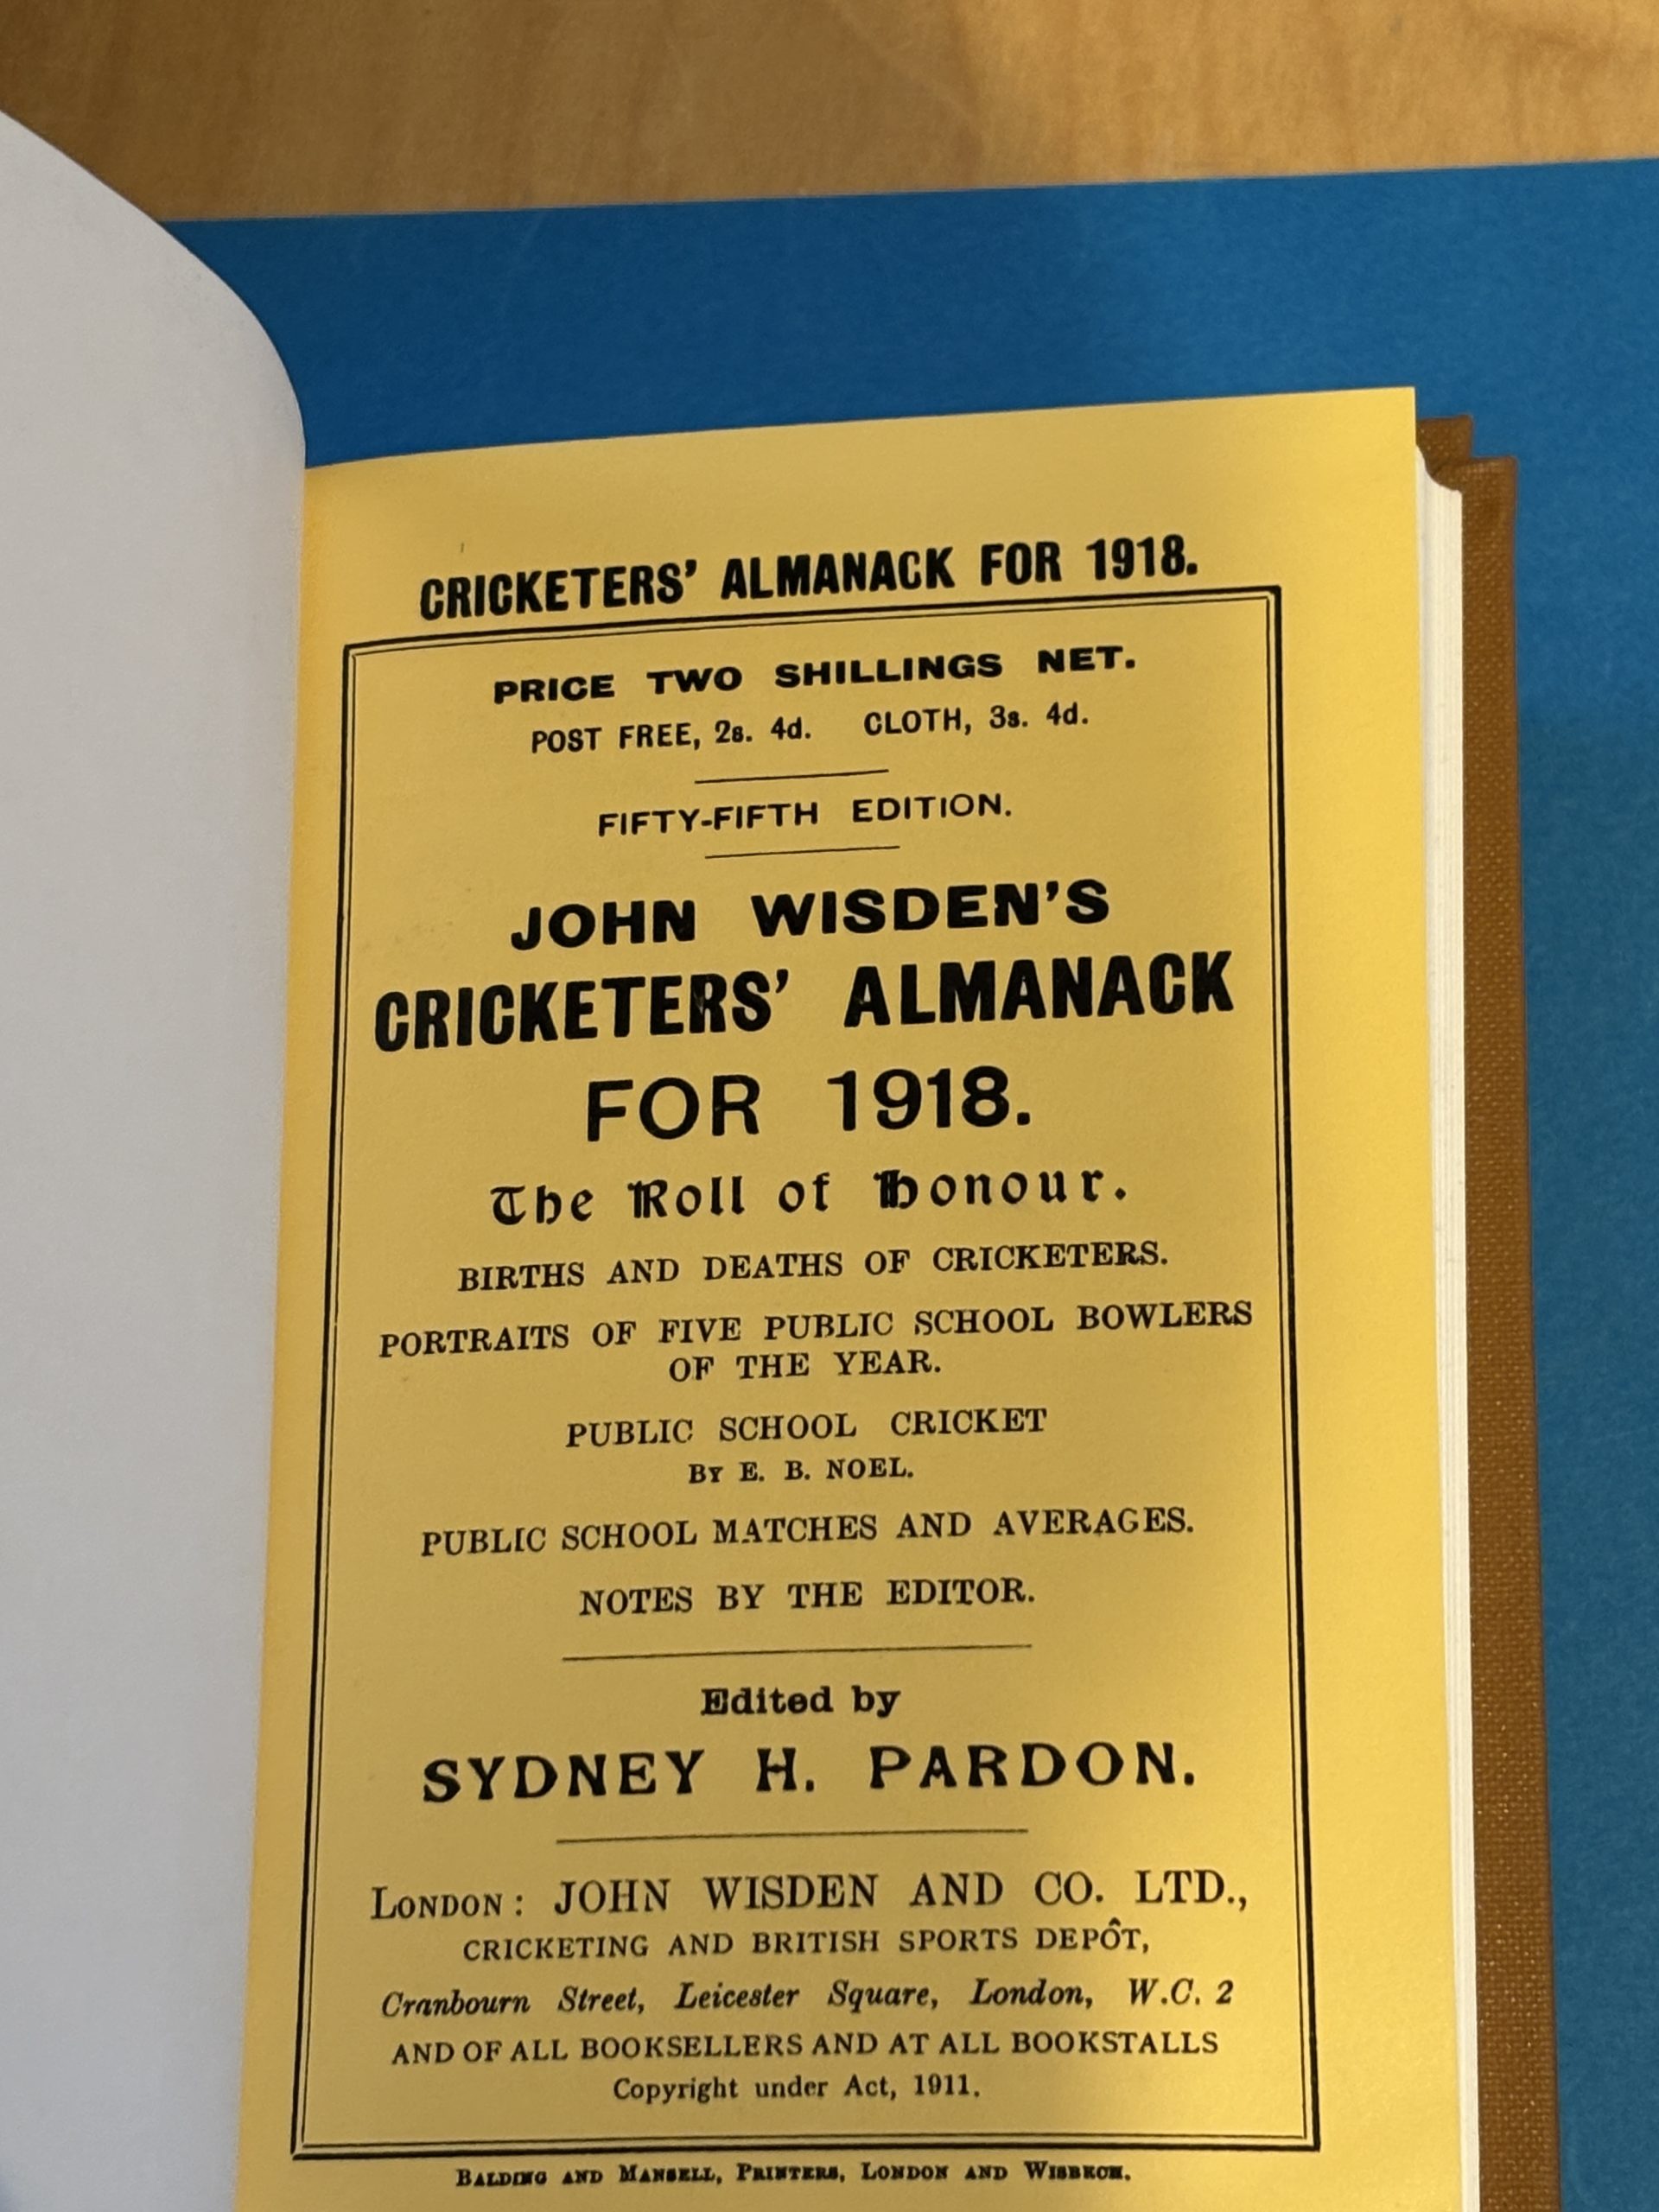 CRICKETERS' ALMANACK FOR 1918.
PRICE TWO SHILLINGS NET.
POST FREE, 2s. 4d. CLOTH, 3s. 4d.
FIFTY-FIFTH EDITION.
JOHN WISDEN'S
CRICKETERS' ALMANACK
FOR 1918.
The Roll of Honour.
BIRTHS AND DEATHS OF CRICKETERS.
PORTRAITS OF FIVE PUBLIC SCHOOL BOWLERS
OF THE YEAR.
PUBLIC SCHOOL CRICKET
BY E. B. NOEL.
PUBLIC SCHOOL MATCHES AND AVERAGES.
NOTES BY THE EDITOR.
Edited by
SYDNEY H. PARDON.
LONDON: JOHN WISDEN AND CO. LTD.,
CRICKETING AND BRITISH SPORTS DEPÔT,
Cranbourn Street, Leicester Square, London, W.C. 2
AND OF ALL BOOKSELLERS AND AT ALL BOOKSTALLS
Copyright under Act, 1911.
BALDING AND MANSELL, PRINTERS, LONDON AND WISBECH.